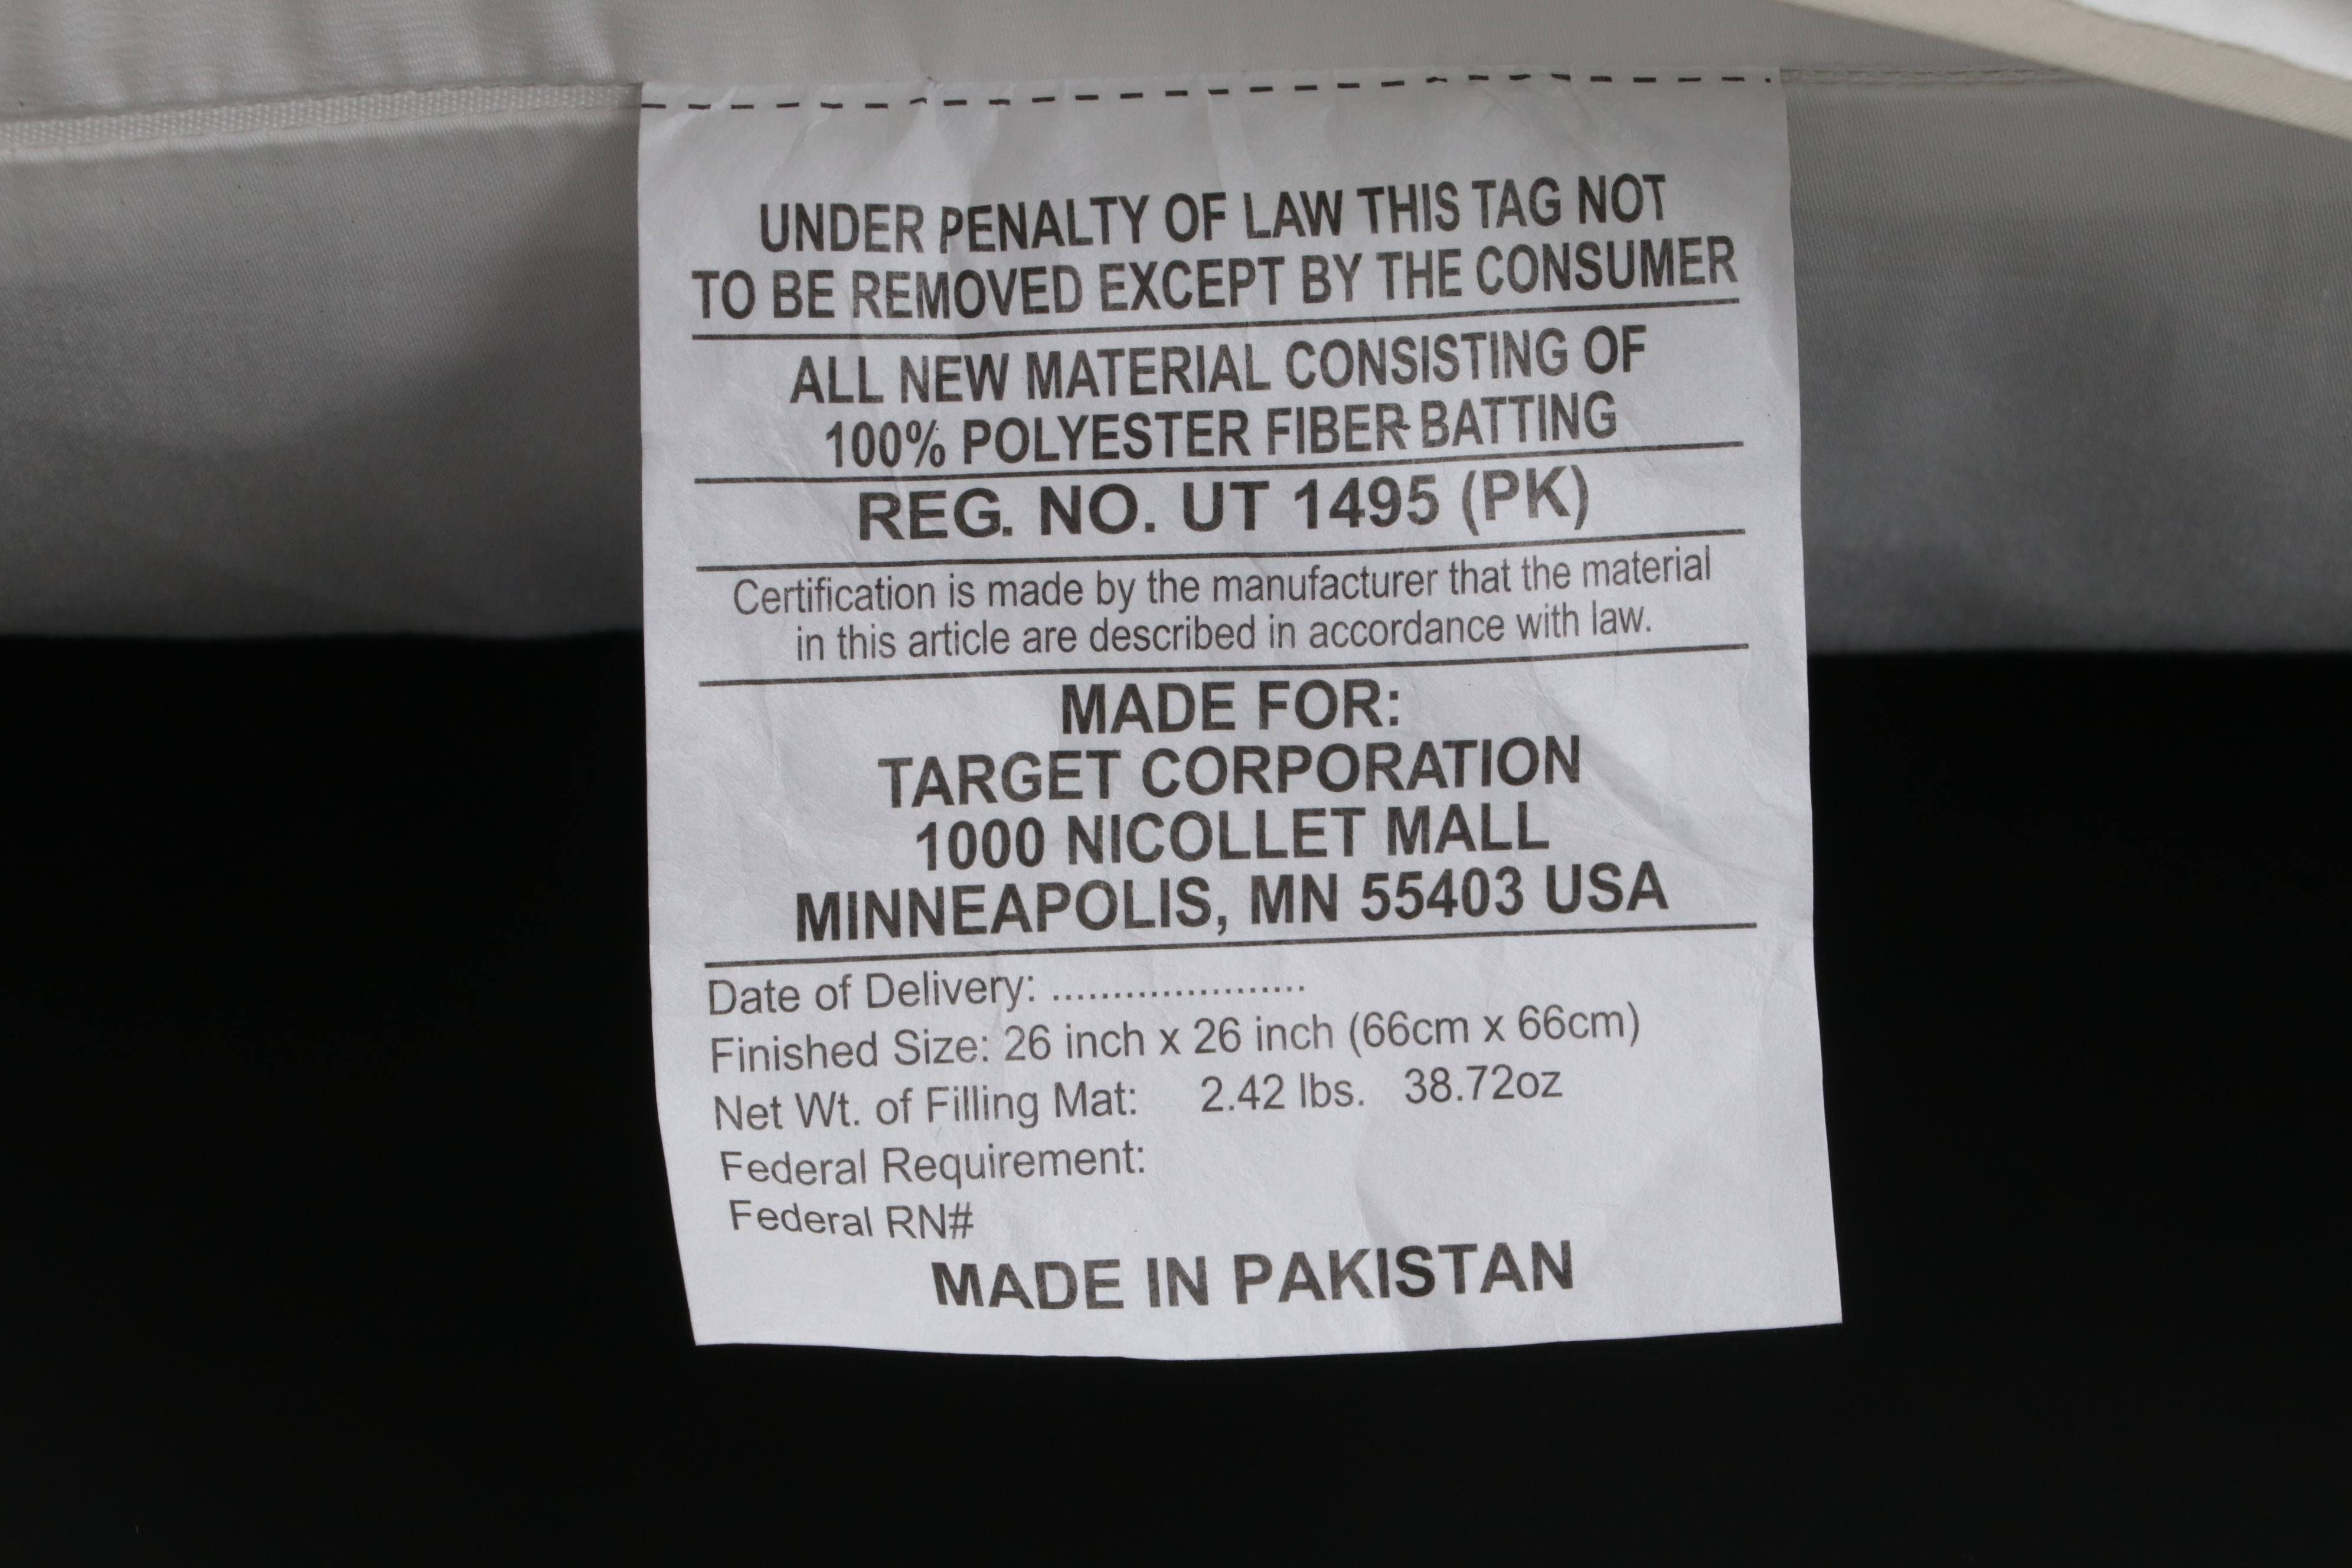 UNDER PENALTY OF LAW THIS TAG NOT
TO BE REMOVED EXCEPT BY THE CONSUMER
ALL NEW MATERIAL CONSISTING OF
100% POLYESTER FIBER BATTING
REG. NO. UT 1495 (PK)
Certification is made by the manufacturer that the material
in this article are described in accordance with law.
MADE FOR:
TARGET CORPORATION
1000 NICOLLET MALL
MINNEAPOLIS, MN 55403 USA
Date of Delivery: .....................
Finished Size: 26 inch x 26 inch (66cm x 66cm)
Net Wt. of Filling Mat: 2.42 lbs. 38.72oz
Federal Requirement:
Federal RN#
MADE IN PAKISTAN